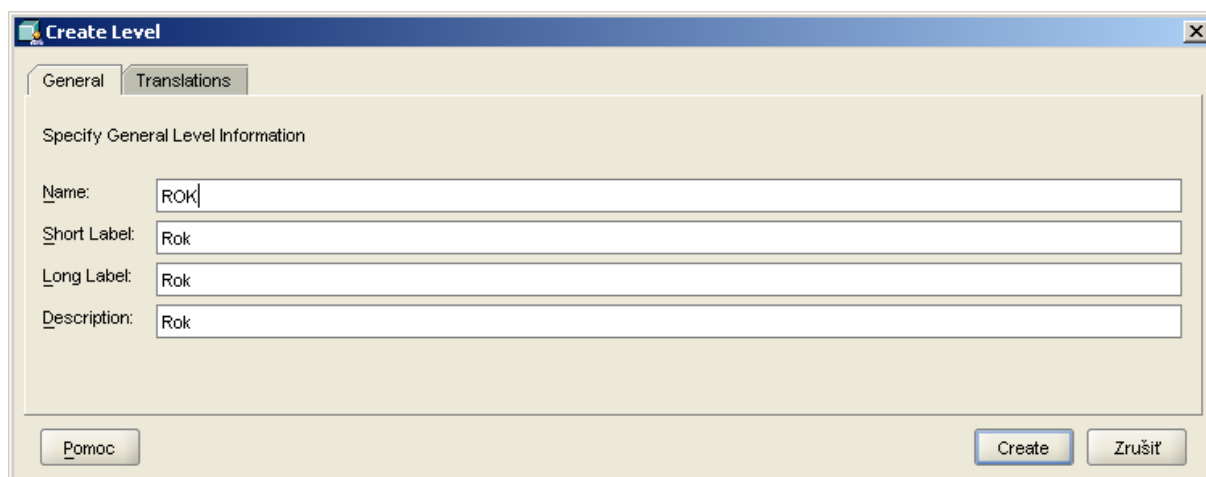 Create Level
General Translations
Specify General Level Information
Name: ROK
Short Label: Rok
Long Label: Rok
Description: Rok
Pomoc Create Zrušiť